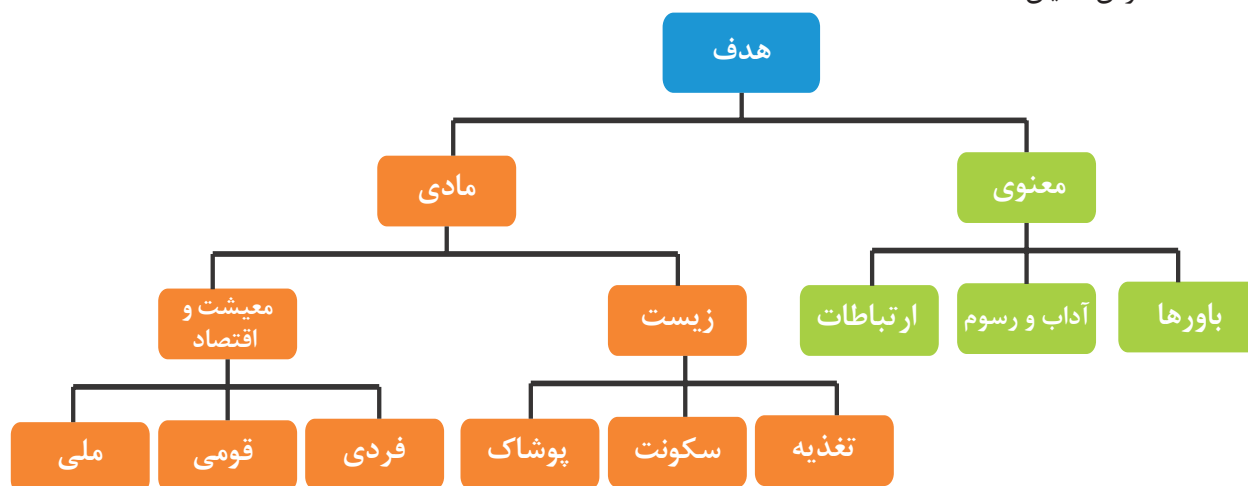 هدف
معنوی
مادی
باورها
آداب و رسوم
ارتباطات
زیست
معیشت و
اقتصاد
تغذیه
سکونت
پوشاک
فردی
قومی
ملی